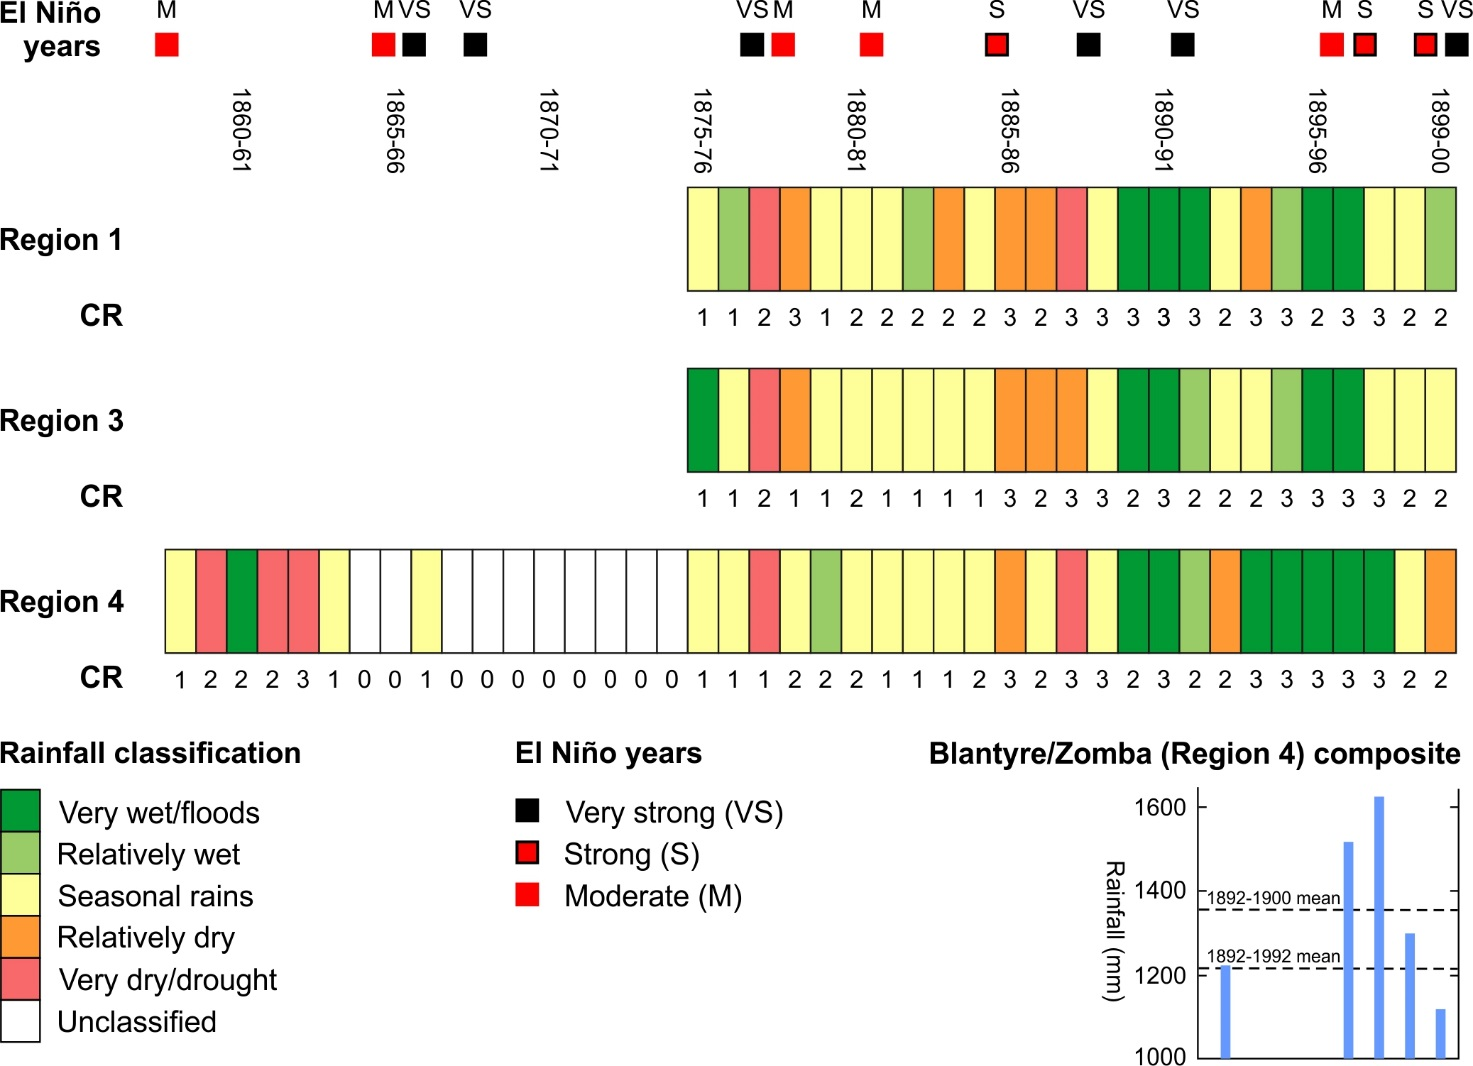 El Niño M M VS VS VS M M S VS VS M S S VS
years
1860-61 1865-66 1870-71 1875-76 1880-81 1885-86 1890-91 1895-96 1899-00
Region 1
CR 1 1 2 3 1 2 2 2 2 2 3 2 3 3 3 3 3 2 3 3 2 3 3 2 2
Region 3
CR 1 1 2 1 1 2 1 1 1 1 3 2 3 3 2 3 2 2 2 3 3 3 3 2 2
Region 4
CR 1 2 2 2 3 1 0 0 1 0 0 0 0 0 0 0 0 1 1 1 2 2 2 1 1 1 2 3 2 3 3 2 3 2 2 3 3 3 3 3 2 2
Rainfall classification
Very wet/floods
Relatively wet
Seasonal rains
Relatively dry
Very dry/drought
Unclassified
El Niño years
Very strong (VS)
Strong (S)
Moderate (M)
Blantyre/Zomba (Region 4) composite
Rainfall (mm)
1600
1400
1892-1900 mean
1892-1992 mean
1200
1000